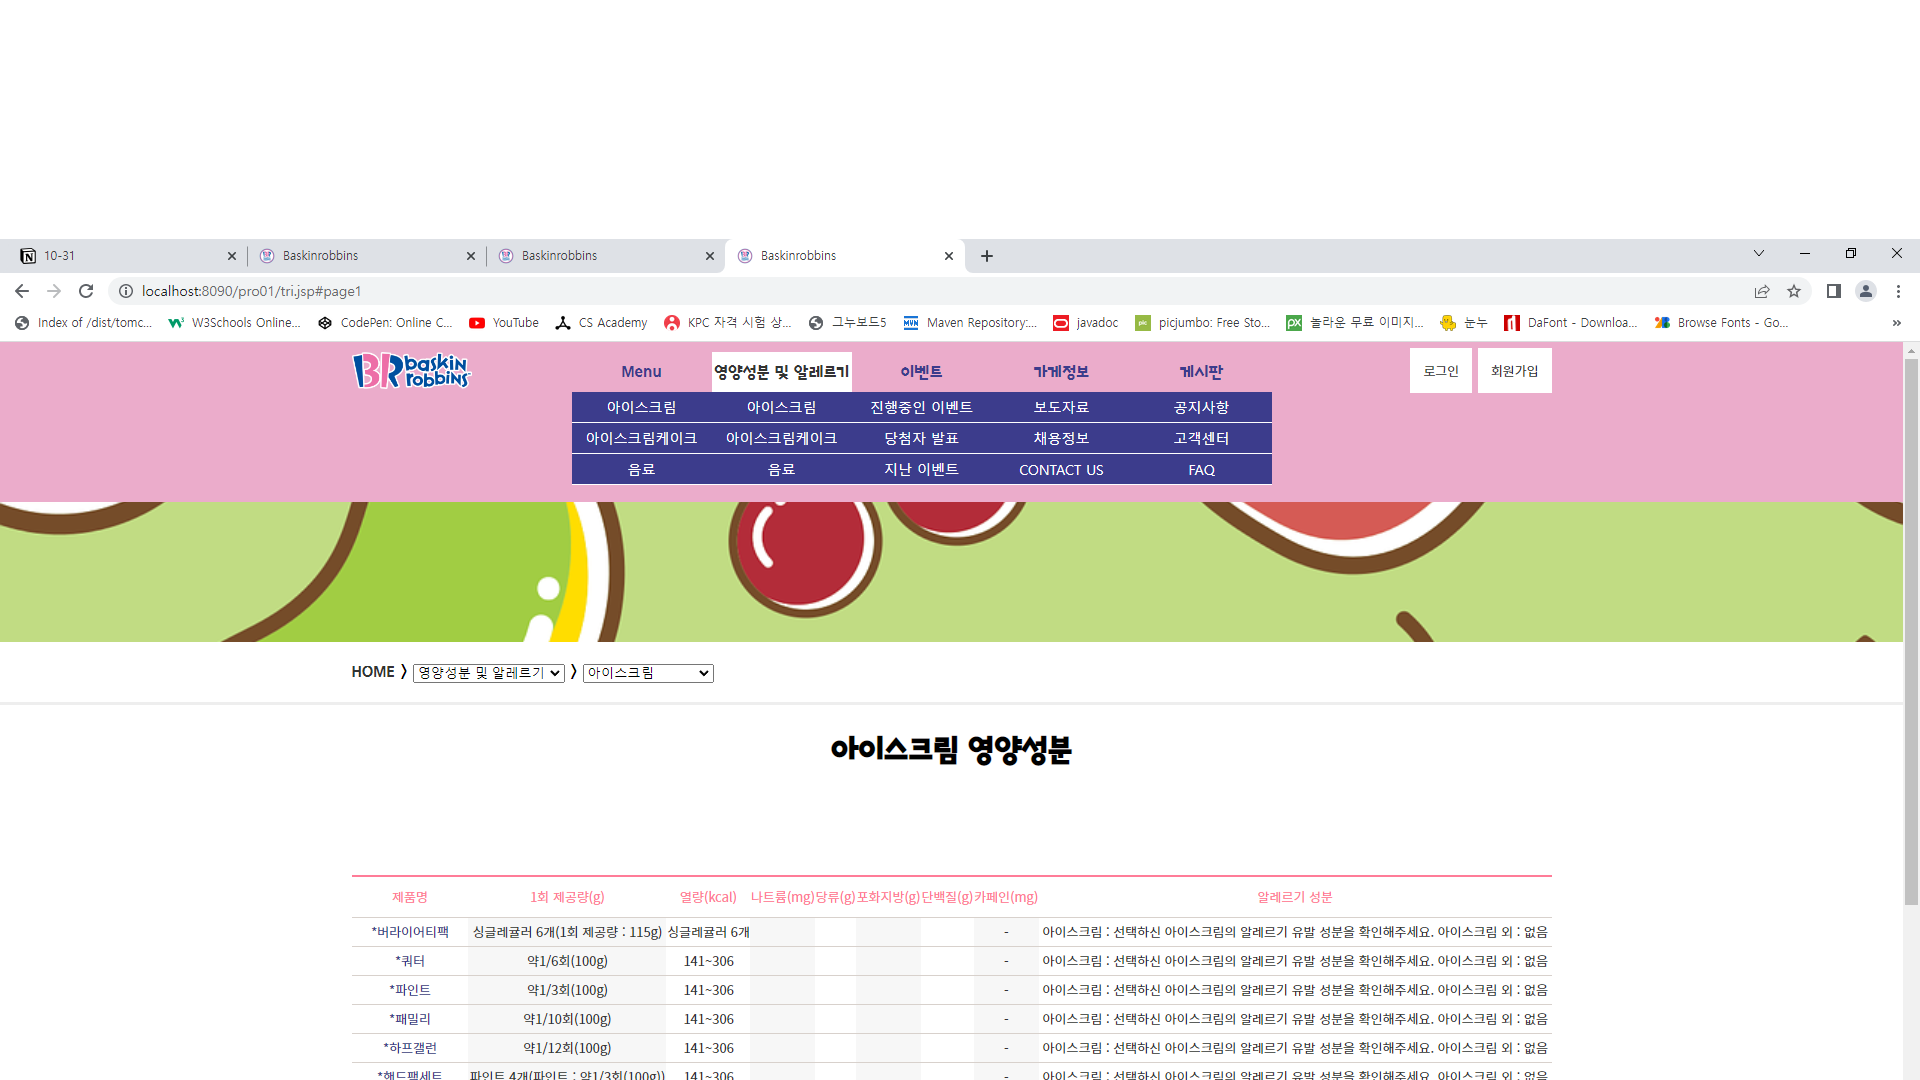 10-31
Baskinrobbins
Baskinrobbins
Baskinrobbins
localhost:8090/pro01/tri.jsp#page1
Index of /dist/tomc...
W3Schools Online...
CodePen: Online C...
YouTube
CS Academy
KPC 자격 시험 상...
그누보드5
Maven Repository:...
javadoc
picjumbo: Free Sto...
놀라운 무료 이미지...
눈누
DaFont - Downloa...
Browse Fonts - Go...
BR baskin robbins
Menu 영양성분 및 알레르기 이벤트 가게정보 게시판
로그인 회원가입
아이스크림 아이스크림 진행중인 이벤트 보도자료 공지사항
아이스크림케이크 아이스크림케이크 당첨자 발표 채용정보 고객센터
음료 음료 지난 이벤트 CONTACT US FAQ
HOME 〉 영양성분 및 알레르기 〉 아이스크림
아이스크림 영양성분
제품명 1회 제공량(g) 열량(kcal) 나트륨(mg) 당류(g) 포화지방(g) 단백질(g) 카페인(mg) 알레르기 성분
*버라이어티팩 싱글레귤러 6개(1회 제공량 : 115g) 싱글레귤러 6개 - 아이스크림 : 선택하신 아이스크림의 알레르기 유발 성분을 확인해주세요. 아이스크림 외 : 없음
*쿼터 약1/6회(100g) 141~306 - 아이스크림 : 선택하신 아이스크림의 알레르기 유발 성분을 확인해주세요. 아이스크림 외 : 없음
*파인트 약1/3회(100g) 141~306 - 아이스크림 : 선택하신 아이스크림의 알레르기 유발 성분을 확인해주세요. 아이스크림 외 : 없음
*패밀리 약1/10회(100g) 141~306 - 아이스크림 : 선택하신 아이스크림의 알레르기 유발 성분을 확인해주세요. 아이스크림 외 : 없음
*하프갤런 약1/12회(100g) 141~306 - 아이스크림 : 선택하신 아이스크림의 알레르기 유발 성분을 확인해주세요. 아이스크림 외 : 없음
*핸드팩세트 파인트 4개(파인트 : 약1/3회(100g)) 141~306 - 아이스크림 : 선택하신 아이스크림의 알레르기 유발 성분을 확인해주세요. 아이스크림 외 : 없음